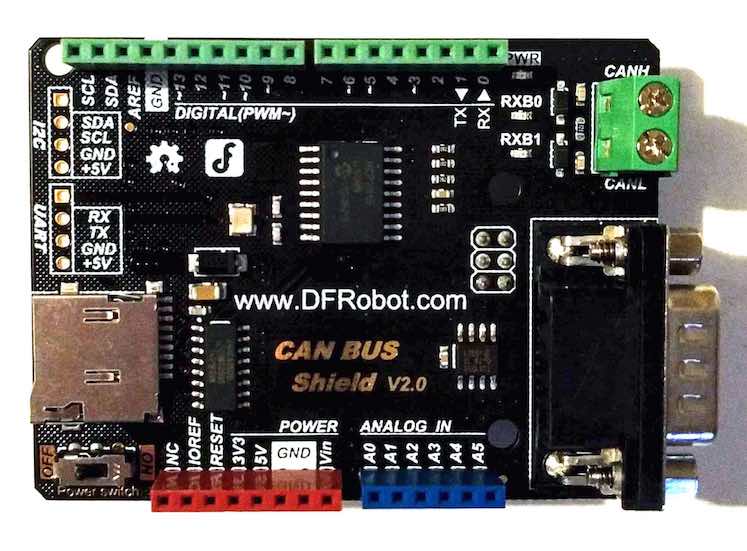 SCL
SDA
AREF
GND
~13
12
~11
~10
~9
8
7
~6
~5
4
~3
2
TX 1
RX 0
PWR
DIGITAL(PWM~)
CANH
CANL
RXB0
RXB1
I2C
SDA
SCL
GND
+5V
UART
RX
TX
GND
+5V
www.DFRobot.com
CAN BUS
Shield V2.0
POWER
ANALOG IN
NC
IOREF
RESET
3V3
5V
GND
Vin
A0
A1
A2
A3
A4
A5
OFF
NO
Power switch